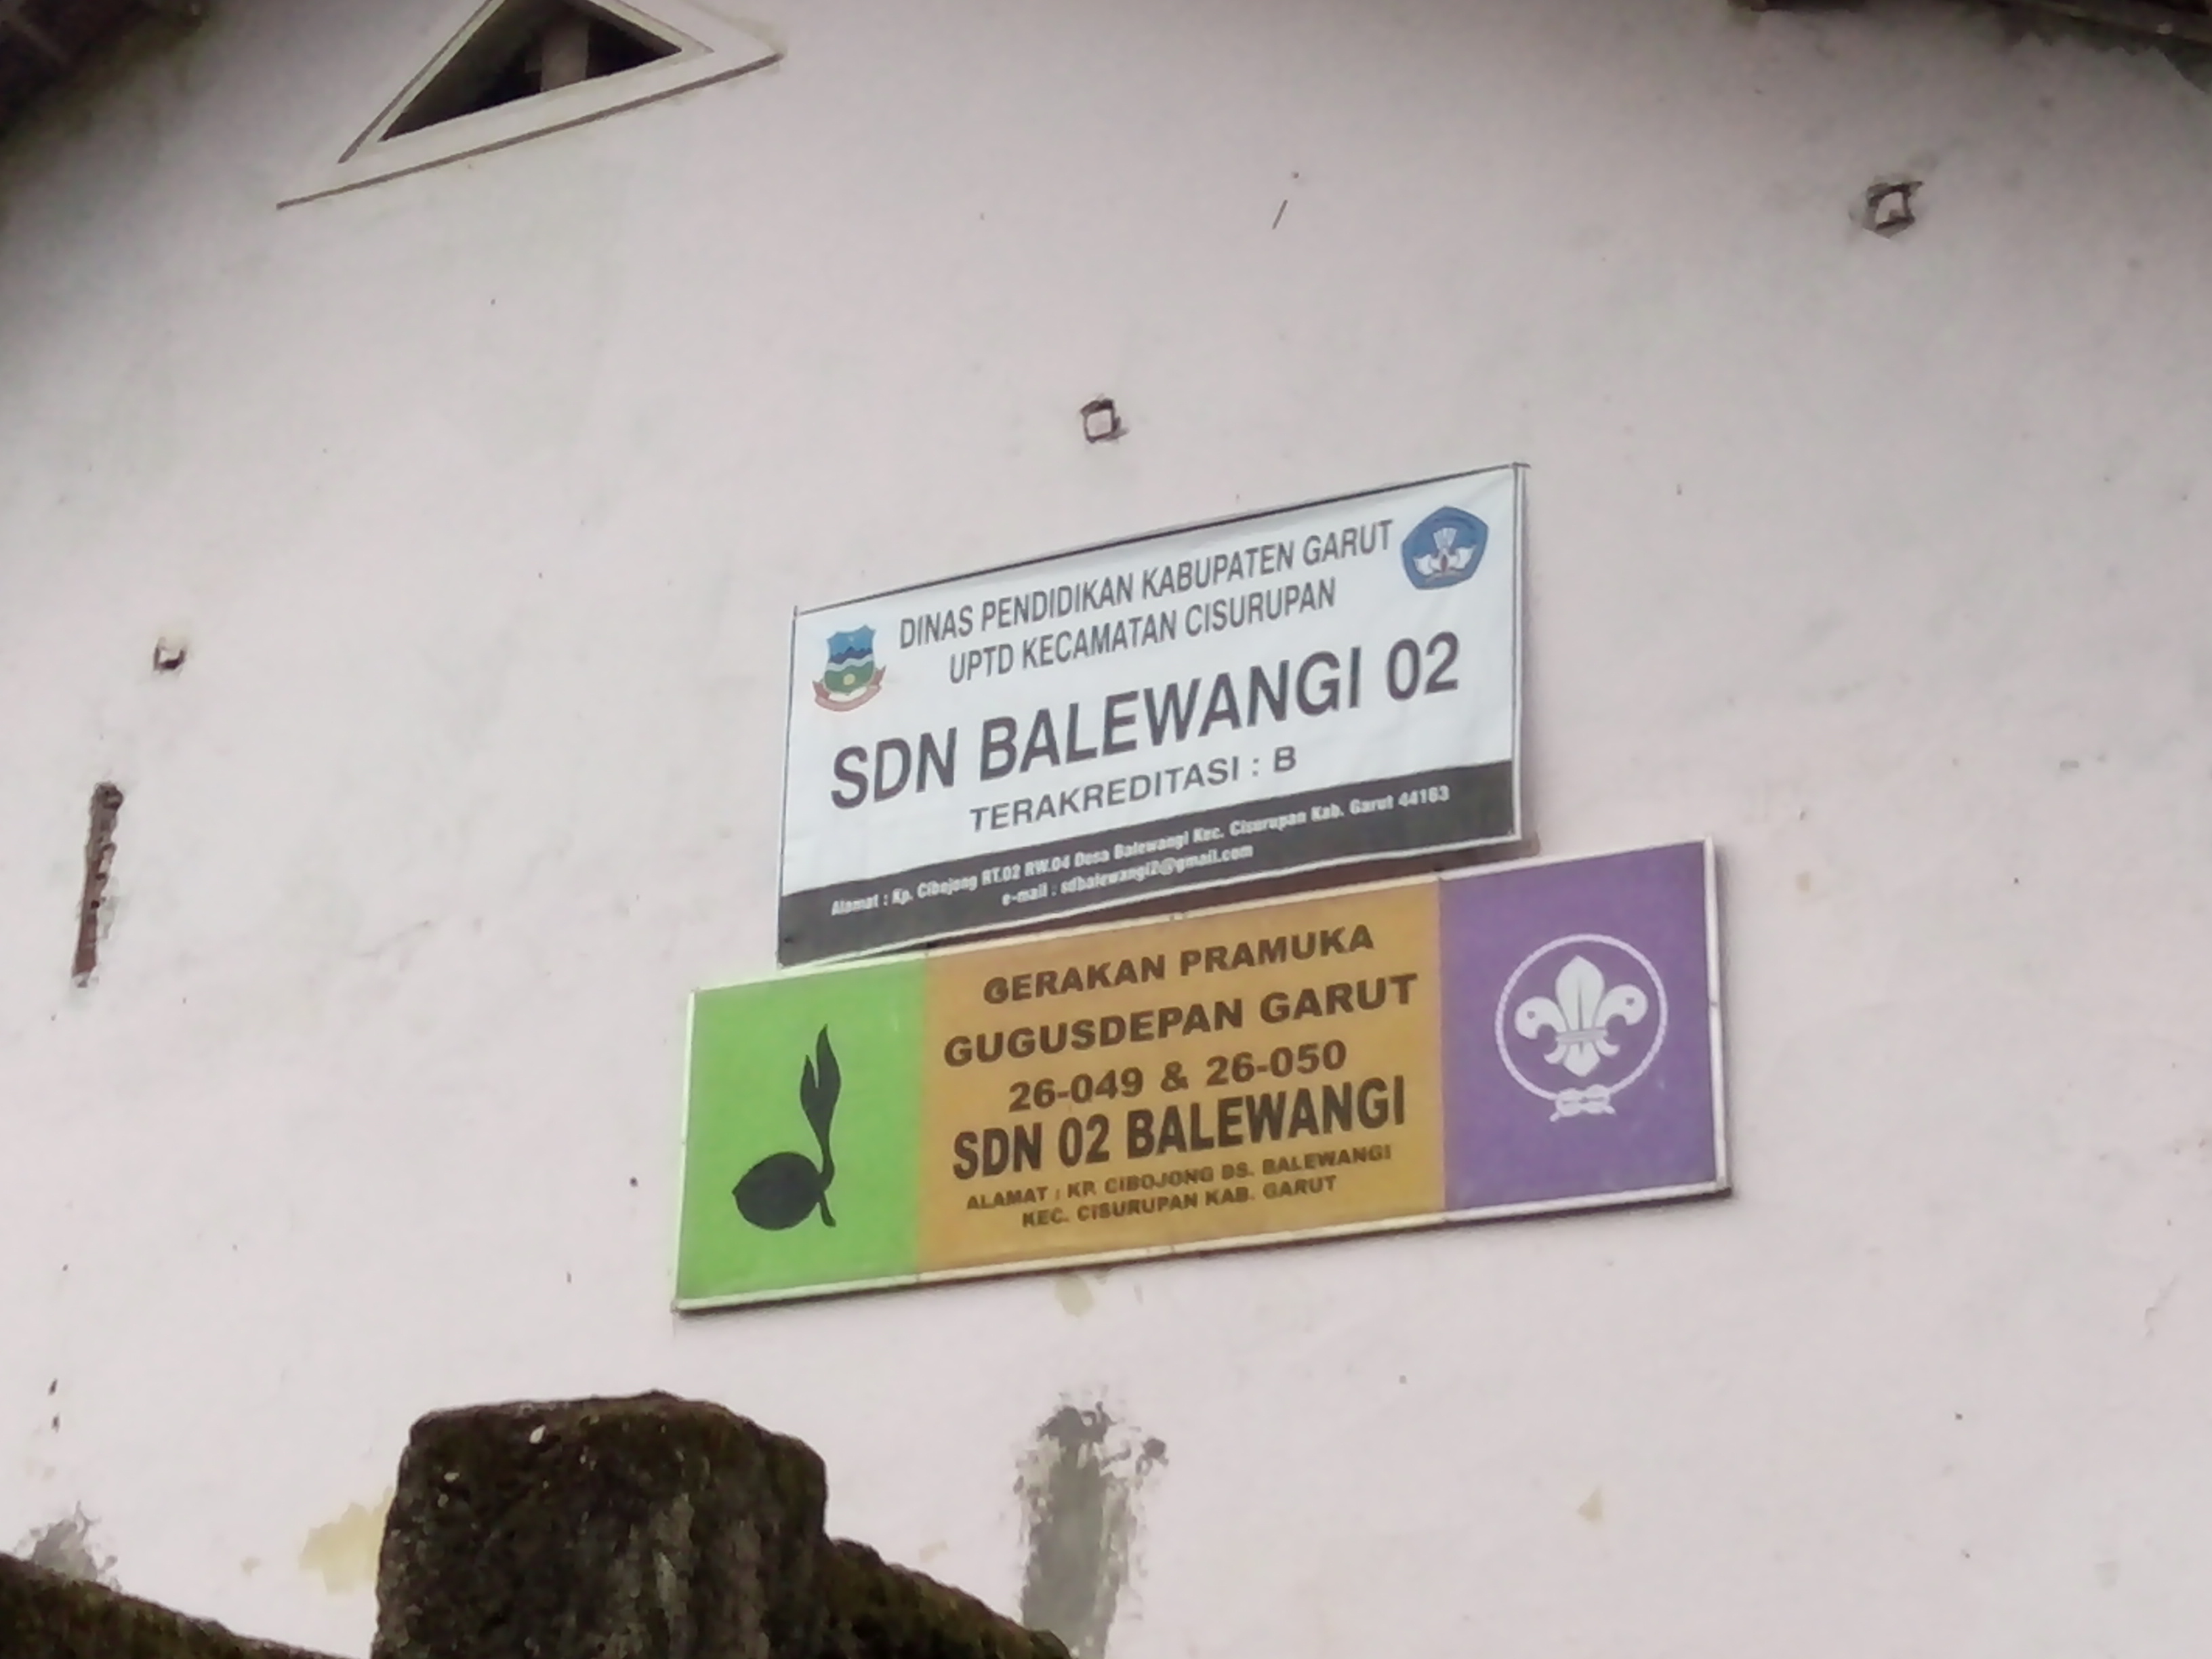 DINAS PENDIDIKAN KABUPATEN GARUT
UPTD KECAMATAN CISURUPAN
SDN BALEWANGI 02
TERAKREDITASI : B
Alamat : Kp. Cibojong RT.02 RW.04 Desa Balewangi Kec. Cisurupan Kab. Garut 44163
e-mail : sdbalewangi2@gmail.com
GERAKAN PRAMUKA
GUGUSDEPAN GARUT
26-049 & 26-050
SDN 02 BALEWANGI
ALAMAT : KP. CIBOJONG DS. BALEWANGI
KEC. CISURUPAN KAB. GARUT